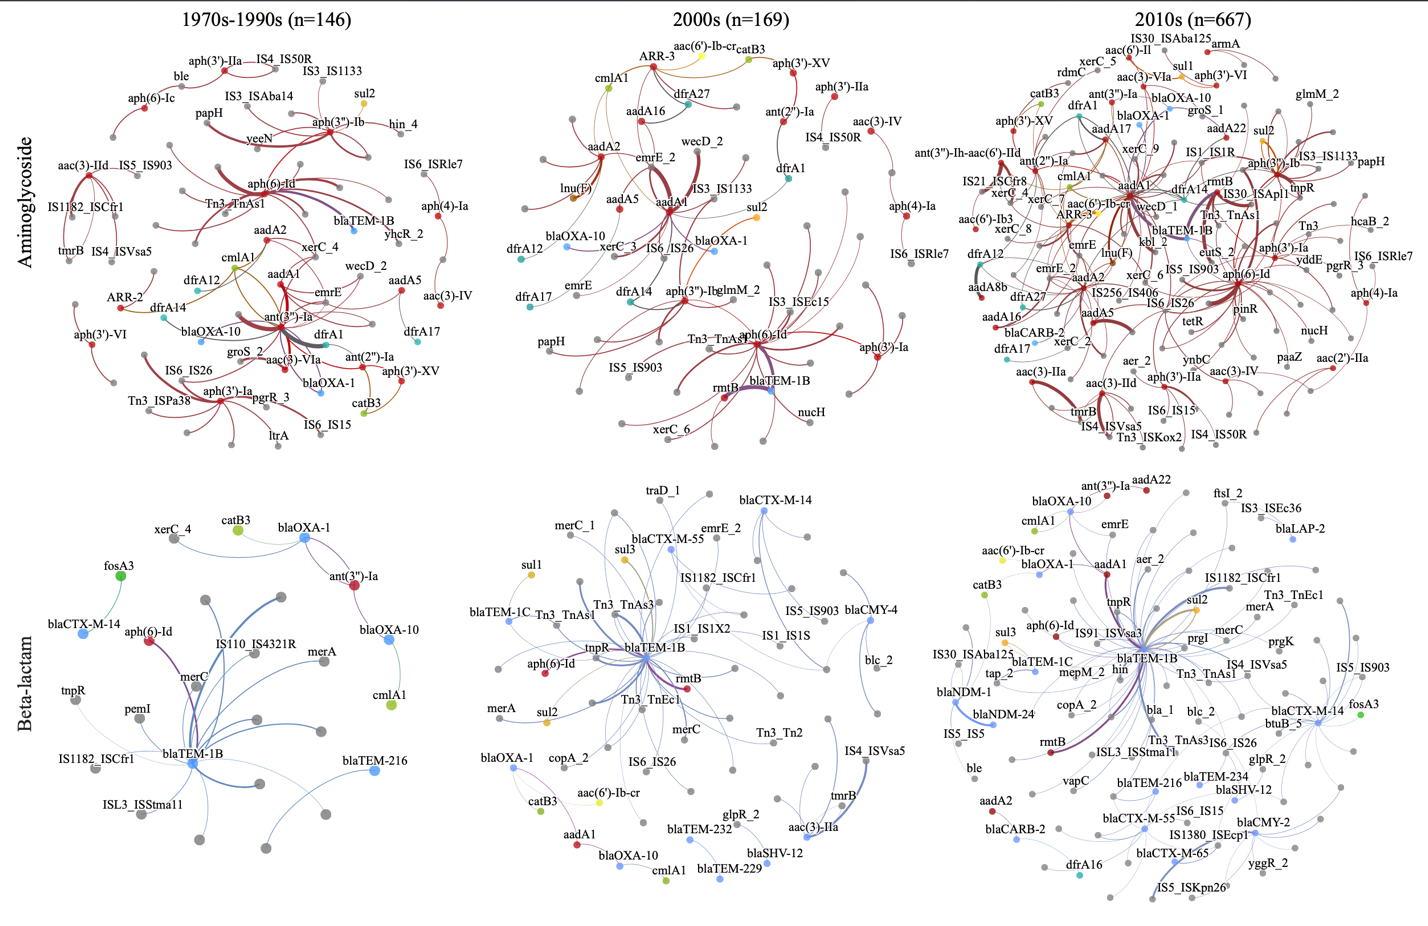 1970s-1990s (n=146)
2000s (n=169)
2010s (n=667)
Aminoglycoside
aph(3')-IIa
IS4_IS50R
ble
IS3_IS1133
aph(6)-Ic
IS3_ISAba14
sul2
papH
aph(3'')-Ib
hin_4
yeeN
aac(3)-IId
IS5_IS903
IS6_ISRle7
aph(6)-Id
IS1182_ISCfr1
Tn3_TnAs1
blaTEM-1B
aph(4)-Ia
yhcR_2
tmrB
IS4_ISVsa5
aadA2
xerC_4
cmlA1
aadA1
wecD_2
dfrA12
emrE
aadA5
ARR-2
dfrA14
ant(3'')-Ia
aac(3)-IV
aph(3')-VI
blaOXA-10
dfrA1
dfrA17
groS_2
aac(3)-VIa
ant(2'')-Ia
IS6_IS26
aph(3')-XV
blaOXA-1
Tn3_ISPa38
aph(3')-Ia
pgrR_3
catB3
IS6_IS15
ltrA
aac(6')-Ib-cr
catB3
ARR-3
aph(3')-XV
cmlA1
dfrA27
aph(3')-IIa
aadA16
ant(2'')-Ia
aac(3)-IV
IS4_IS50R
aadA2
emrE_2
wecD_2
dfrA1
lnu(F)
aadA5
aadA1
IS3_IS1133
sul2
aph(4)-Ia
blaOXA-10
xerC_3
IS6_IS26
blaOXA-1
dfrA12
IS6_ISRle7
emrE
dfrA14
aph(3'')-Ib
glmM_2
dfrA17
IS3_ISEc15
papH
Tn3_TnAs1
aph(6)-Id
aph(3')-Ia
IS5_IS903
rmtB
blaTEM-1B
nucH
xerC_6
IS30_ISAba125
aac(6')-II
armA
xerC_5
rdmC
sul1
aac(3)-VIa
aph(3')-VI
catB3
ant(3'')-Ia
blaOXA-10
glmM_2
dfrA1
groS_1
blaOXA-1
aph(3')-XV
aadA17
aadA22
sul2
ant(3'')-Ih-aac(6')-IId
ant(2'')-Ia
xerC_9
IS1_IS1R
aph(3'')-Ib
IS3_IS1133
papH
IS21_ISCfr8
cmlA1
aadA1
dfrA14
rmtB
tnpR
xerC_4
xerC_7
aac(6')-Ib-cr
wecD_1
IS30_ISApl1
aac(6')-Ib3
ARR-3
Tn3_TnAs1
Tn3
hcaB_2
xerC_8
blaTEM-1B
emrE
kbl_2
dfrA12
lnu(F)
eutS_2
aph(3')-Ia
yddE
IS6_ISRle7
emrE_2
aadA2
xerC_6
IS5_IS903
aph(6)-Id
pgrR_3
aadA8b
dfrA27
IS256_IS406
IS6_IS26
aph(4)-Ia
aadA16
aadA5
pinR
blaCARB-2
tetR
nucH
xerC_2
dfrA17
aer_2
ynbC
paaZ
aac(2')-IIa
aac(3)-IIa
aac(3)-IId
aph(3')-IIa
aac(3)-IV
tmrB
IS6_IS15
IS4_ISVsa5
Tn3_ISKox2
IS4_IS50R
Beta-lactam
xerC_4
catB3
blaOXA-1
fosA3
ant(3'')-Ia
blaCTX-M-14
aph(6)-Id
blaOXA-10
IS110_IS4321R
merA
merC
tnpR
cmlA1
pemI
IS1182_ISCfr1
blaTEM-1B
blaTEM-216
ISL3_ISStma11
traD_1
blaCTX-M-14
merC_1
emrE_2
blaCTX-M-55
sul3
sul1
IS1182_ISCfr1
blaTEM-1C
Tn3_TnAs1
Tn3_TnAs3
IS5_IS903
blaCMY-4
IS1_IS1X2
IS1_IS1S
tnpR
blaTEM-1B
aph(6)-Id
blc_2
rmtB
Tn3_TnEc1
merA
sul2
merC
Tn3_Tn2
blaOXA-1
copA_2
IS6_IS26
IS4_ISVsa5
catB3
aac(6')-Ib-cr
tmrB
glpR_2
aadA1
blaTEM-232
aac(3)-IIa
blaOXA-10
blaSHV-12
cmlA1
blaTEM-229
ant(3'')-Ia
aadA22
blaOXA-10
ftsI_2
IS3_ISEc36
cmlA1
emrE
blaLAP-2
aac(6')-Ib-cr
blaOXA-1
aadA1
aer_2
catB3
IS1182_ISCfr1
tnpR
sul2
Tn3_TnEc1
merA
aph(6)-Id
IS91_ISVsa3
sul3
prgI
merC
prgK
IS30_ISAba125
blaTEM-1C
blaTEM-1B
tap_2
mepM_2
hin
Tn3_TnAs1
IS4_ISVsa5
IS5_IS903
blaNDM-1
copA_2
bla_1
blc_2
blaCTX-M-14
fosA3
blaNDM-24
btuB_5
IS5_IS5
rmtB
ISL3_ISStma11
Tn3_TnAs3
IS6_IS26
glpR_2
ble
vapC
blaTEM-216
blaTEM-234
blaSHV-12
aadA2
blaCARB-2
blaCTX-M-55
IS6_IS15
IS1380_ISEcp1
blaCMY-2
dfrA16
blaCTX-M-65
yggR_2
IS5_ISKpn26